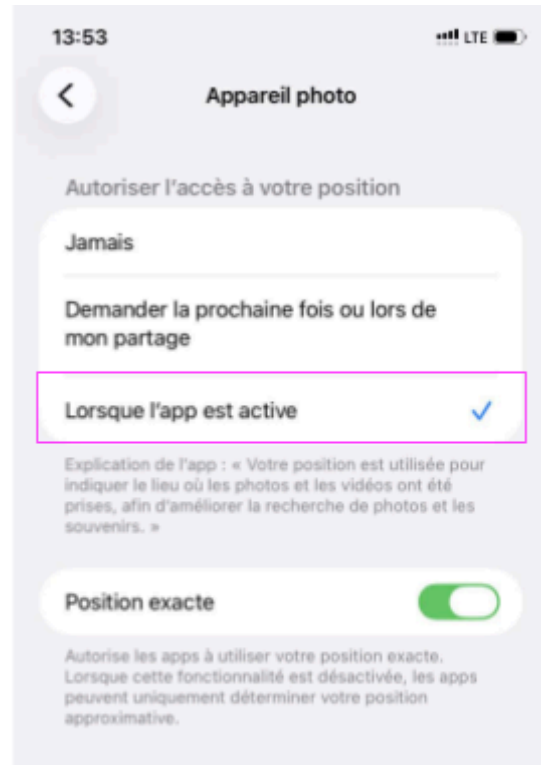 13:53
LTE
Appareil photo
Autoriser l'accès à votre position
Jamais
Demander la prochaine fois ou lors de
mon partage
Lorsque l'app est active
Explication de l'app : « Votre position est utilisée pour
indiquer le lieu où les photos et les vidéos ont été
prises, afin d'améliorer la recherche de photos et les
souvenirs. »
Position exacte
Autorise les apps à utiliser votre position exacte.
Lorsque cette fonctionnalité est désactivée, les apps
peuvent uniquement déterminer votre position
approximative.